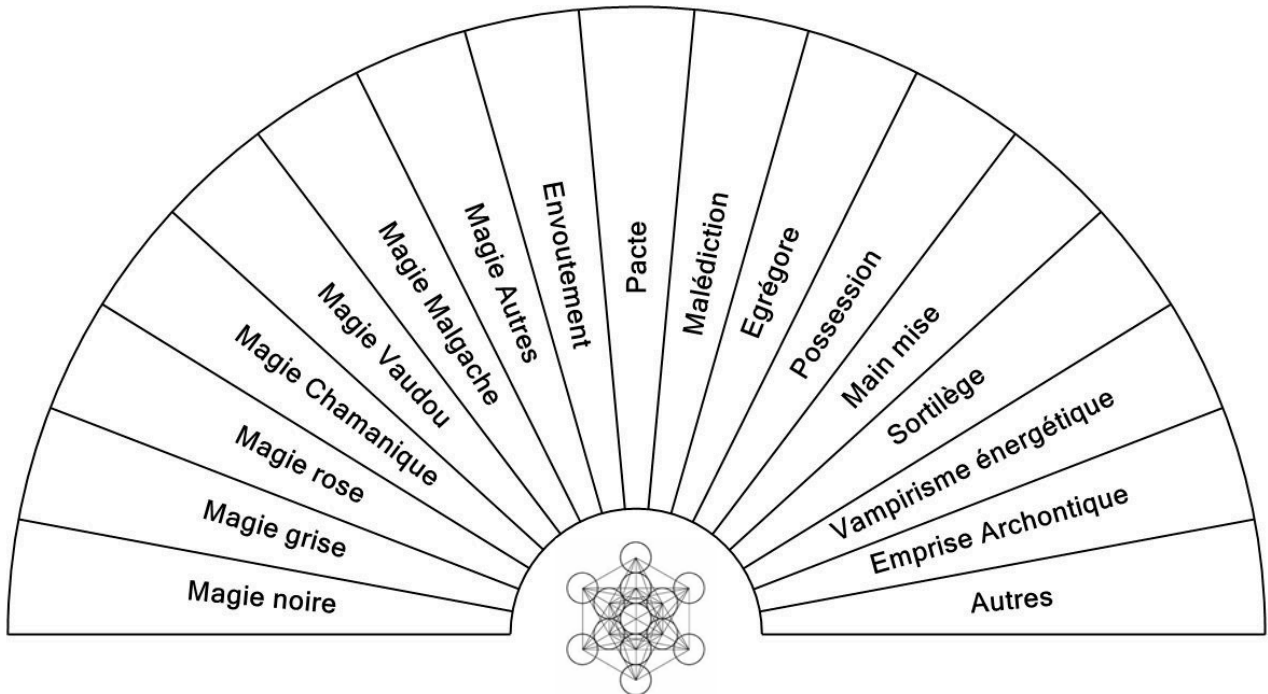 Magie noire
Magie grise
Magie rose
Magie Chamanique
Magie Vaudou
Magie Malgache
Magie Autres
Envoutement
Pacte
Malédiction
Egrégore
Possession
Main mise
Sortilège
Vampirisme énergétique
Emprise Archontique
Autres